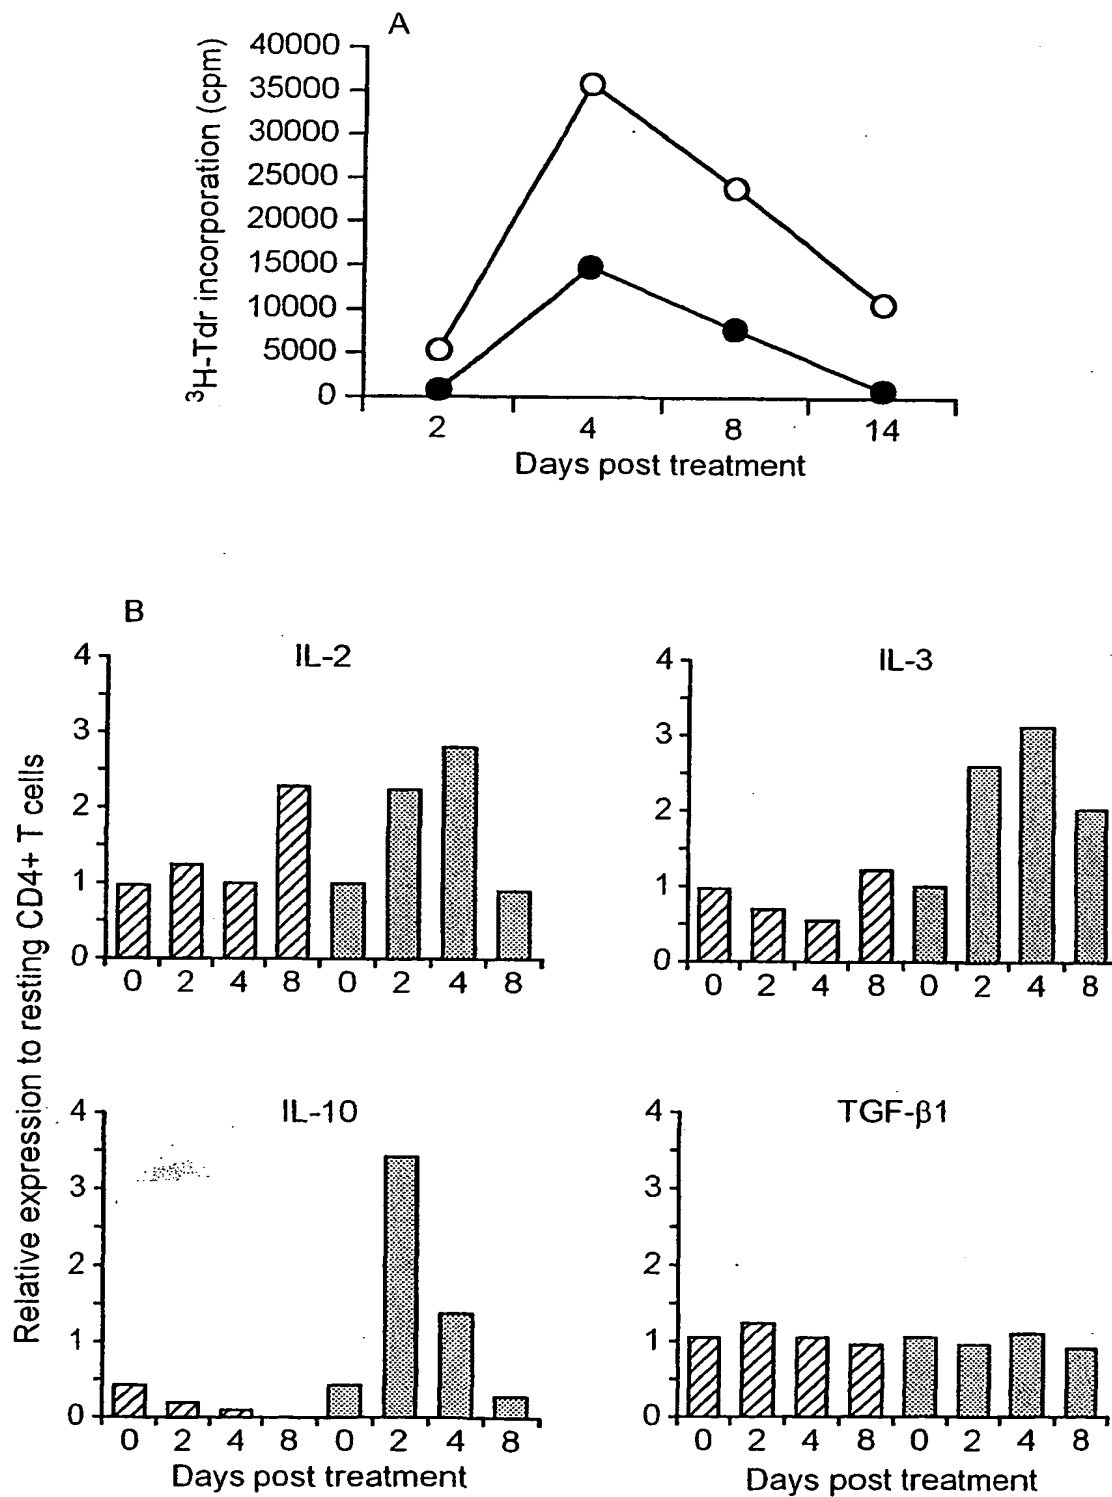 A
³H-Tdr incorporation (cpm)
40000
35000
30000
25000
20000
15000
10000
5000
0
2 4 8 14
Days post treatment
B
Relative expression to resting CD4+ T cells
IL-2
4
3
2
1
0
0 2 4 8 0 2 4 8
IL-3
4
3
2
1
0
0 2 4 8 0 2 4 8
IL-10
4
3
2
1
0
0 2 4 8 0 2 4 8
Days post treatment
TGF-β1
4
3
2
1
0
0 2 4 8 0 2 4 8
Days post treatment